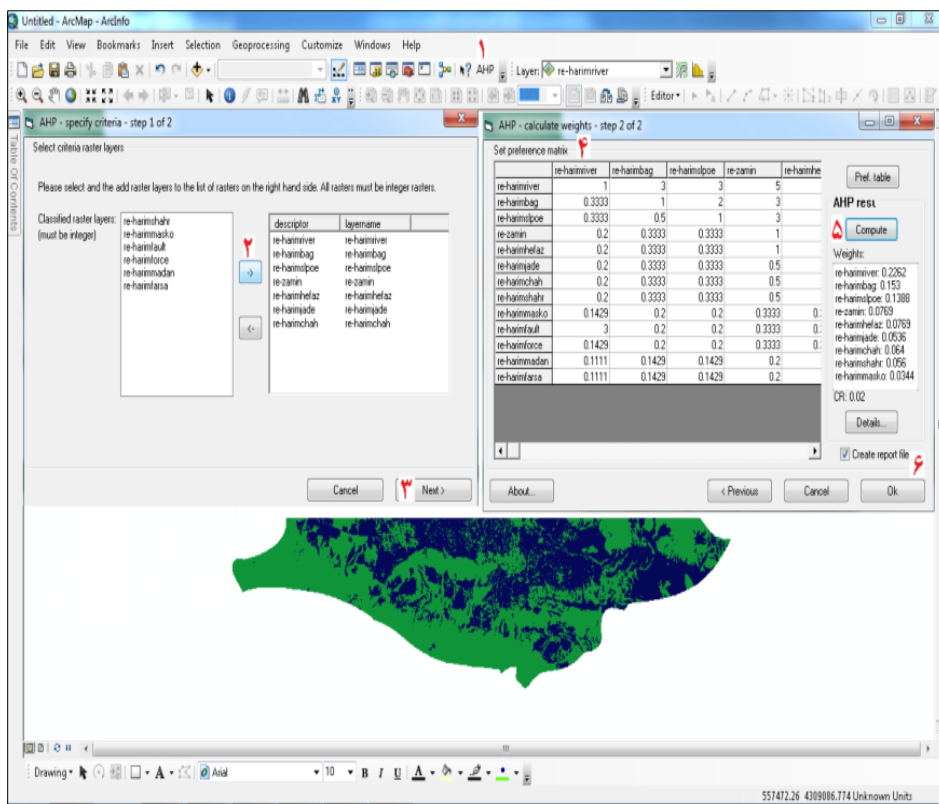 Untitled - ArcMap - ArcInfo
File Edit View Bookmarks Insert Selection Geoprocessing Customize Windows Help
۱
AHP
Layer: re-harimriver
Editor
Table Of Contents
AHP - specify criteria - step 1 of 2
Select criteria raster layers
Please select and the add raster layers to the list of rasters on the right hand side. All rasters must be integer rasters.
Classified raster layers:
(must be integer)
re-harimshahr
re-harimmasko
re-harimfault
re-harimforce
re-harimmadan
re-harimfarsa
۲
->
<-
descriptor layername
re-harimriver re-harimriver
re-harimbag re-harimbag
re-harimslpoe re-harimslpoe
re-zamin re-zamin
re-harimhefaz re-harimhefaz
re-harimjade re-harimjade
re-harimchah re-harimchah
Cancel ۳ Next >
AHP - calculate weights - step 2 of 2
Set preference matrix ۴
re-harimriver re-harimbag re-harimslpoe re-zamin re-harimhe
re-harimriver 1 3 3 5
re-harimbag 0.3333 1 2 3
re-harimslpoe 0.3333 0.5 1 3
re-zamin 0.2 0.3333 0.3333 1
re-harimhefaz 0.2 0.3333 0.3333 1
re-harimjade 0.2 0.3333 0.3333 0.5
re-harimchah 0.2 0.3333 0.3333 0.5
re-harimshahr 0.2 0.3333 0.3333 0.5
re-harimmasko 0.1429 0.2 0.2 0.3333 0.:
re-harimfault 3 0.2 0.2 0.3333 0.:
re-harimforce 0.1429 0.2 0.2 0.3333 0.:
re-harimmadan 0.1111 0.1429 0.1429 0.2
re-harimfarsa 0.1111 0.1429 0.1429 0.2
Pref. table
AHP resu
۵ Compute
Weights:
re-harimriver: 0.2262
re-harimbag: 0.153
re-harimslpoe: 0.1388
re-zamin: 0.0769
re-harimhefaz: 0.0769
re-harimjade: 0.0536
re-harimchah: 0.064
re-harimshahr: 0.056
re-harimmasko: 0.0344
CR: 0.02
Details...
Create report file
۶
About... < Previous Cancel Ok
Drawing A Arial 10 B I U A
557472.26 4309086.774 Unknown Units